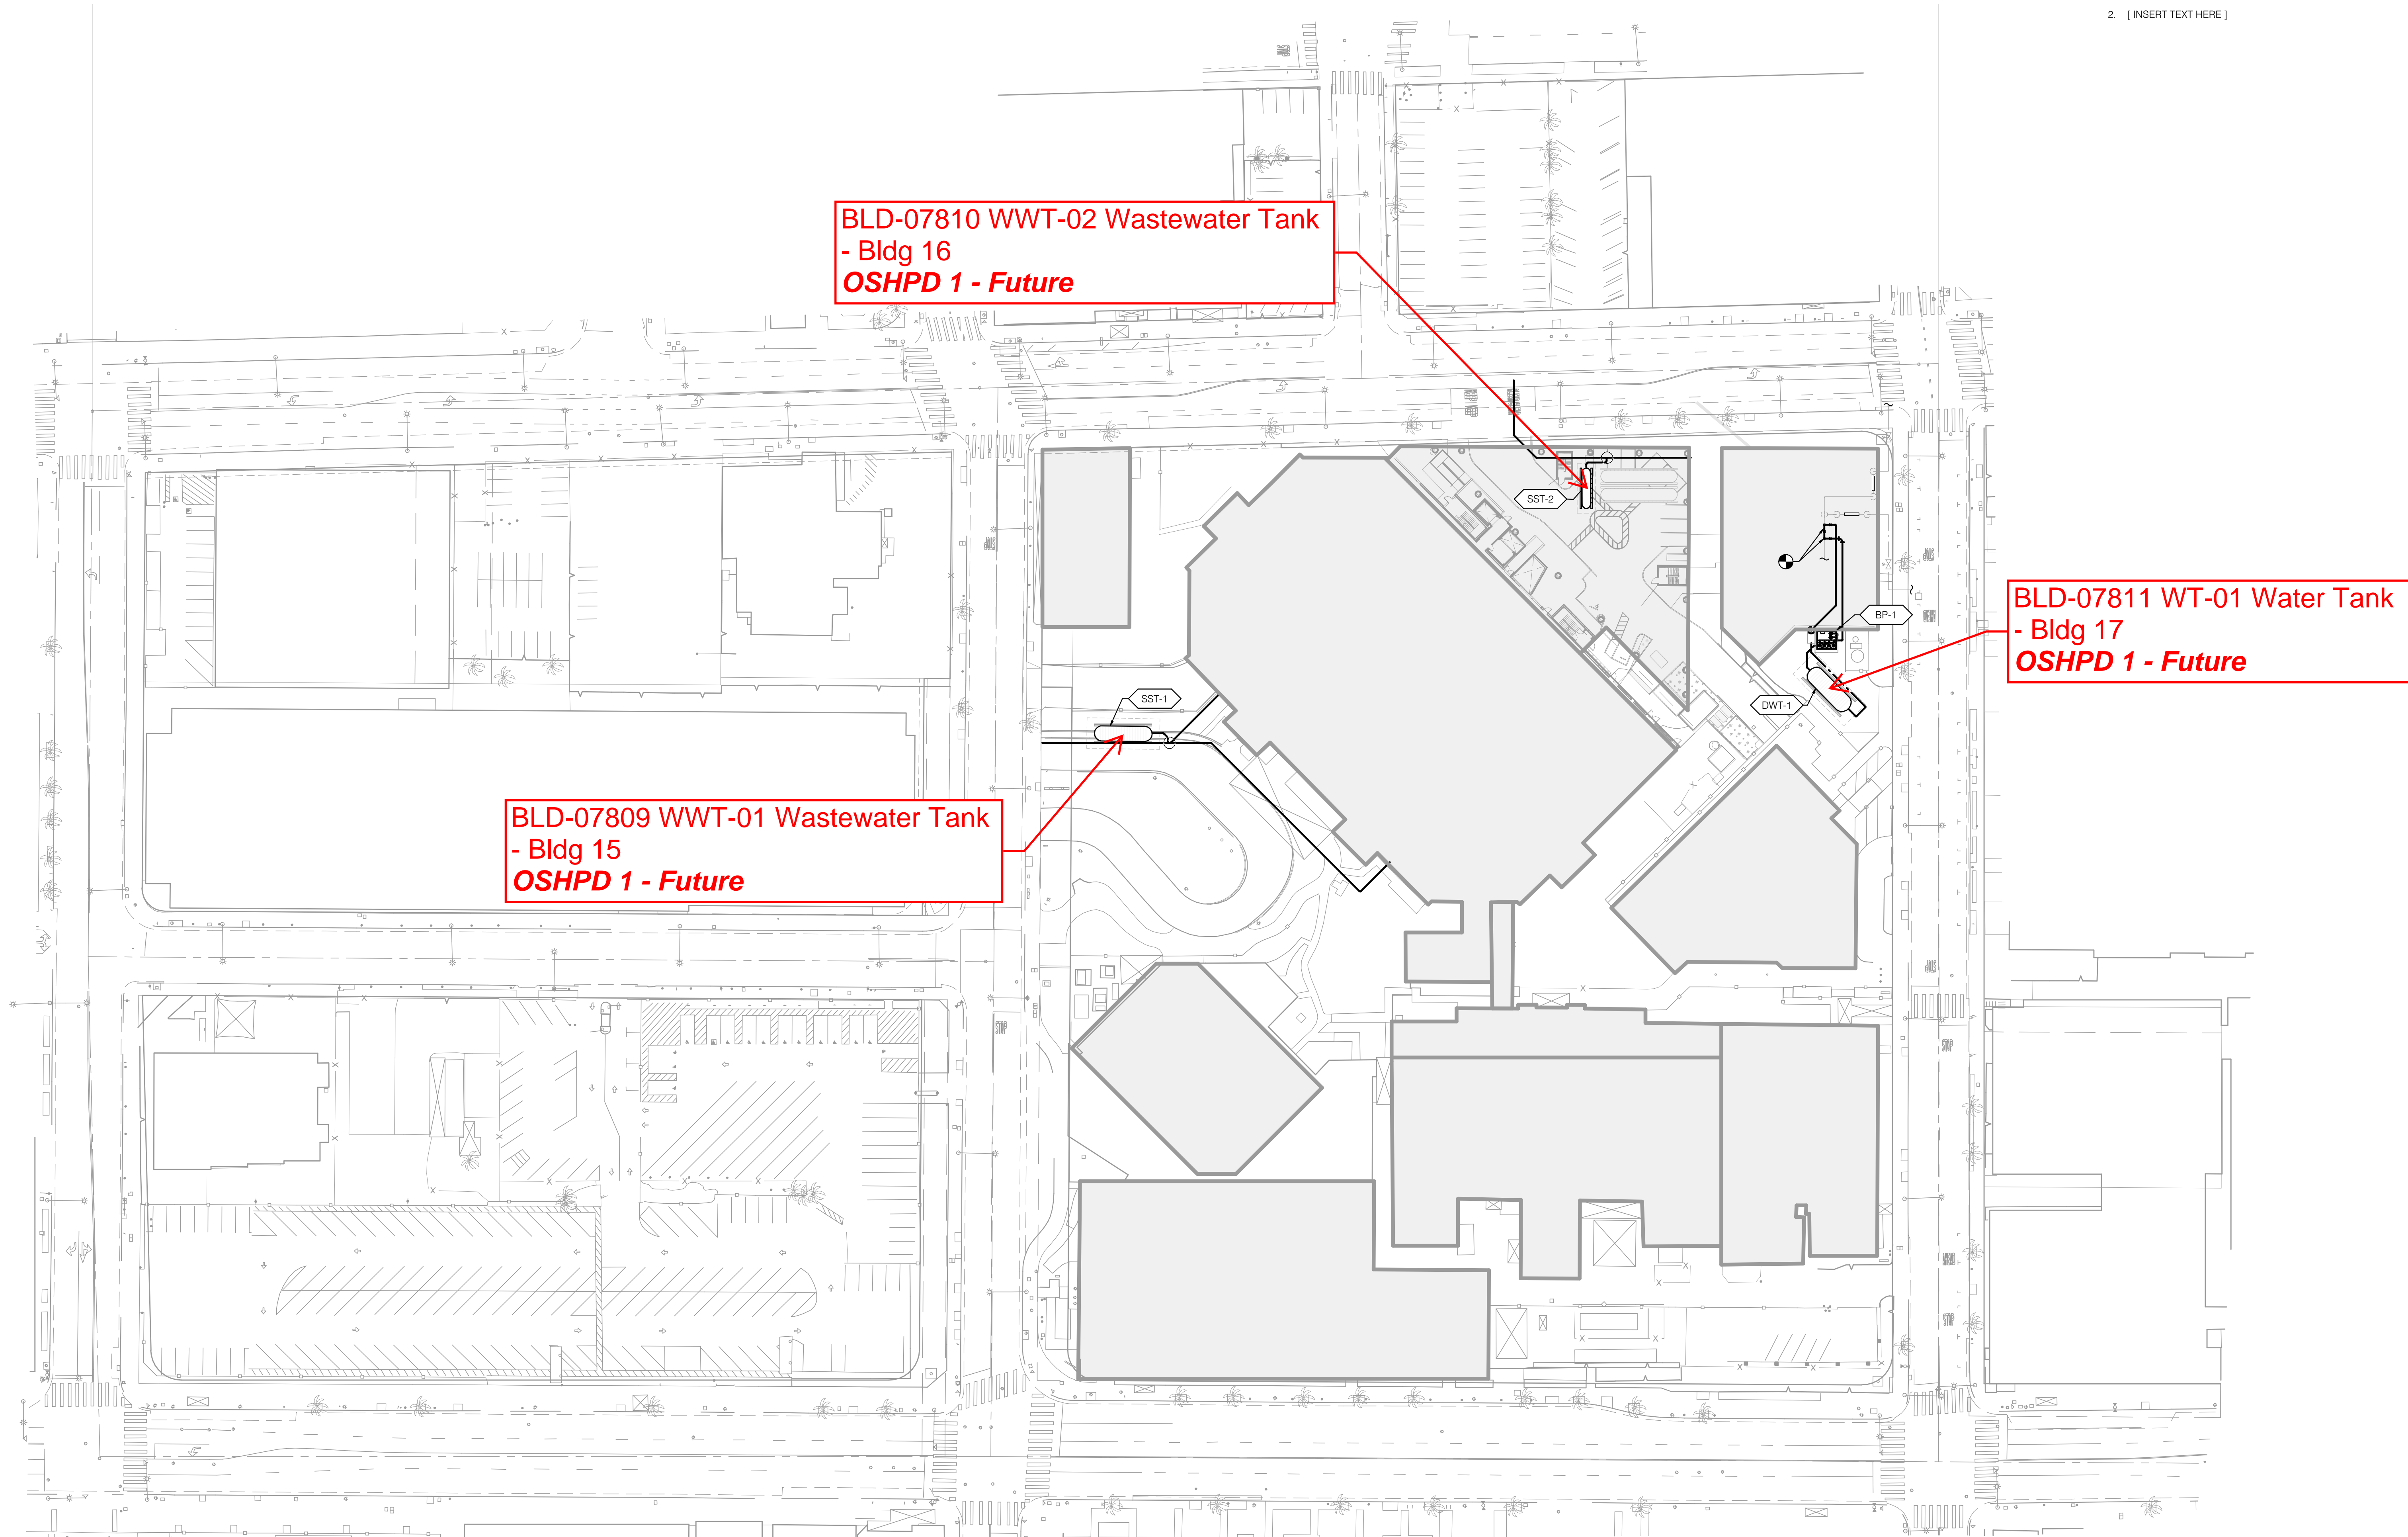 2. [ INSERT TEXT HERE ]
BLD-07810 WWT-02 Wastewater Tank
- Bldg 16
OSHPD 1 - Future
SST-2
BP-1
BLD-07811 WT-01 Water Tank
- Bldg 17
OSHPD 1 - Future
SST-1
DWT-1
BLD-07809 WWT-01 Wastewater Tank
- Bldg 15
OSHPD 1 - Future